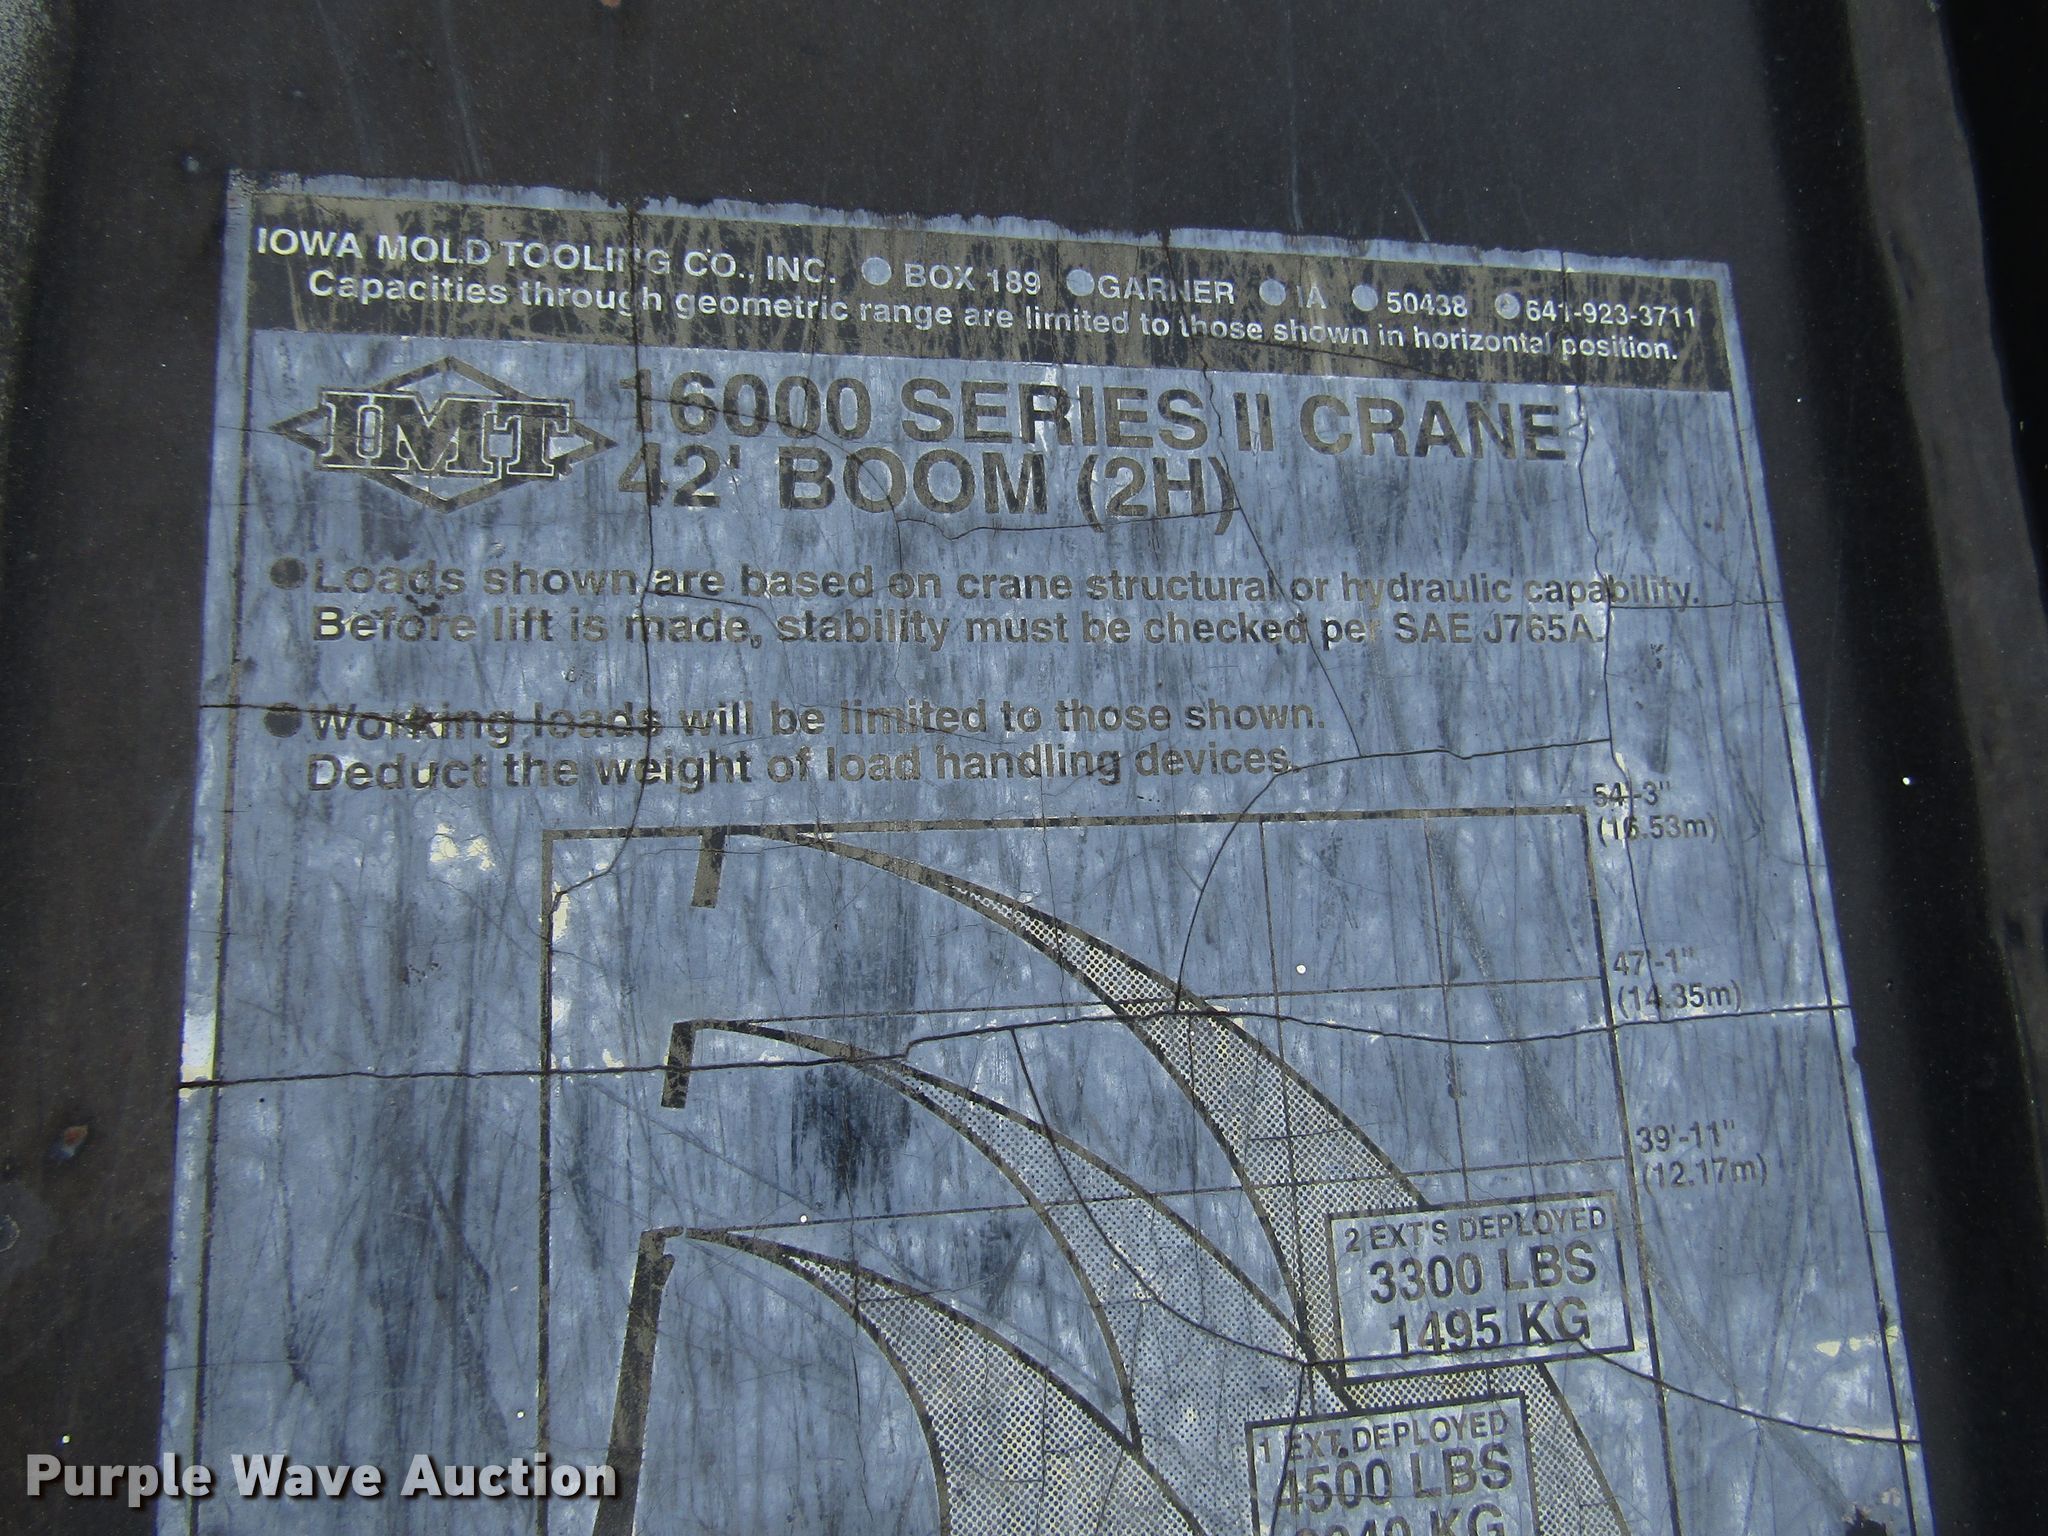 IOWA MOLD TOOLING CO., INC. ● BOX 189 ● GARNER ● IA ● 50438 ● 641-923-3711
Capacities through geometric range are limited to those shown in horizontal position.
IMT
16000 SERIES II CRANE
42' BOOM (2H)
● Loads shown are based on crane structural or hydraulic capability.
Before lift is made, stability must be checked per SAE J765A.
● Working loads will be limited to those shown.
Deduct the weight of load handling devices.
54'-3"
(16.53m)
47'-1"
(14.35m)
39'-11"
(12.17m)
2 EXT'S DEPLOYED
3300 LBS
1495 KG
1 EXT. DEPLOYED
4500 LBS
2040 KG
Purple Wave Auction